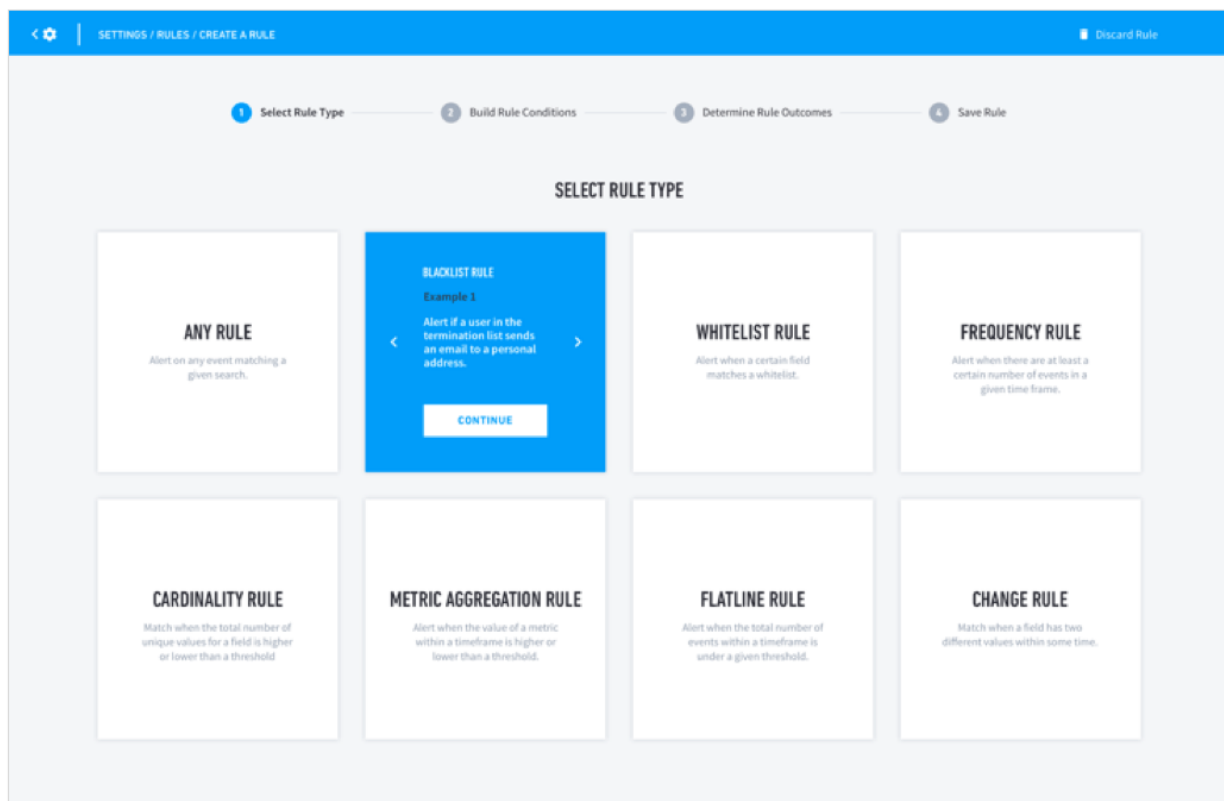 SETTINGS / RULES / CREATE A RULE
Discard Rule
1 Select Rule Type
2 Build Rule Conditions
3 Determine Rule Outcomes
4 Save Rule
SELECT RULE TYPE
ANY RULE
Alert on any event matching a
given search.
BLACKLIST RULE
Example 1
Alert if a user in the
termination list sends
an email to a personal
address.
CONTINUE
WHITELIST RULE
Alert when a certain field
matches a whitelist.
FREQUENCY RULE
Alert when there are at least a
certain number of events in a
given time frame.
CARDINALITY RULE
Match when the total number of
unique values for a field is higher
or lower than a threshold
METRIC AGGREGATION RULE
Alert when the value of a metric
within a timeframe is higher or
lower than a threshold.
FLATLINE RULE
Alert when the total number of
events within a timeframe is
under a given threshold.
CHANGE RULE
Match when a field has two
different values within some time.